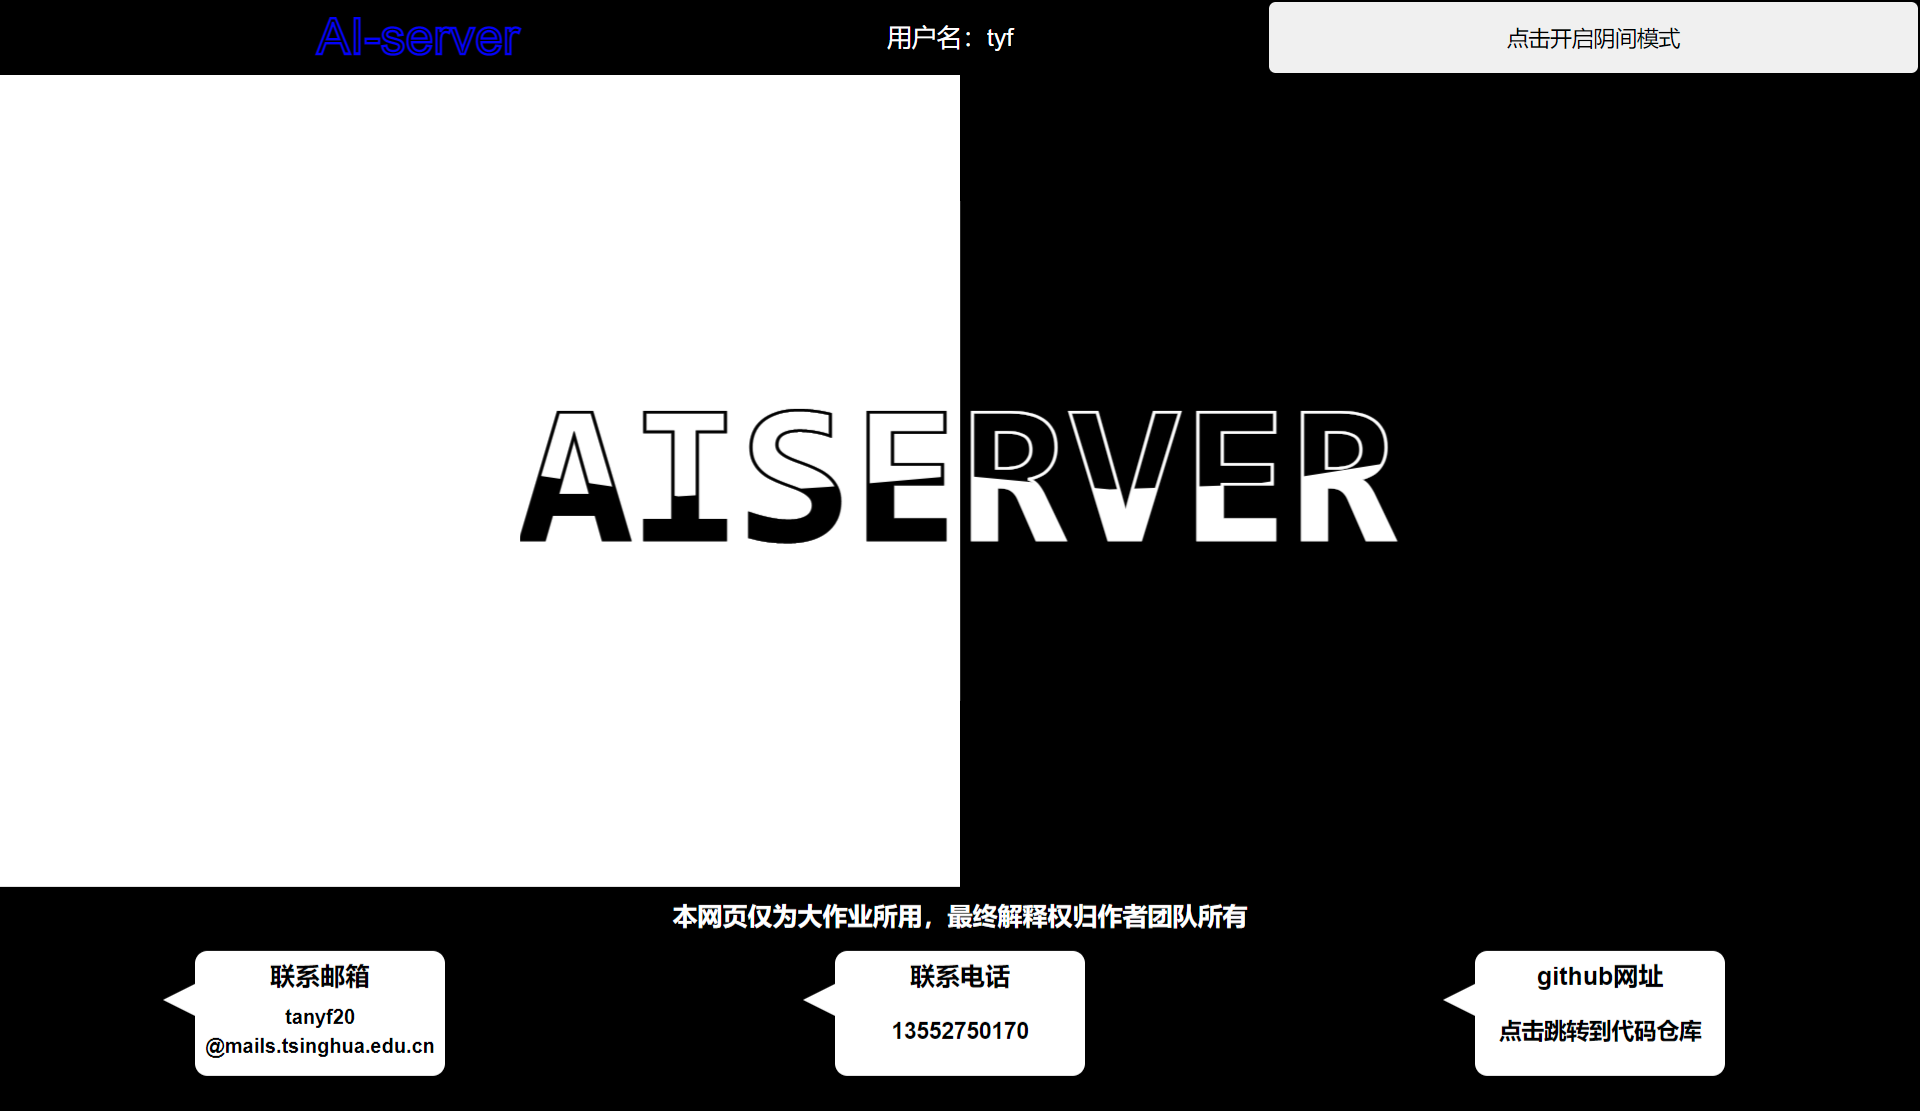 AI-server
用户名：tyf
点击开启阴间模式
AISERVER
本网页仅为大作业所用，最终解释权归作者团队所有
联系邮箱
tanyf20
@mails.tsinghua.edu.cn
联系电话
13552750170
github网址
点击跳转到代码仓库